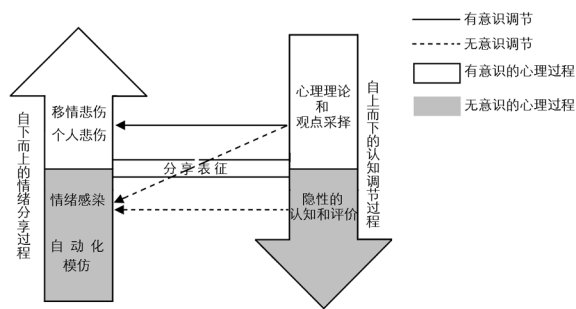 自下而上的情绪分享过程
移情悲伤
个人悲伤
情绪感染
自动化
模仿
分享表征
心理理论
和
观点采择
隐性的
认知和评价
自上而下的认知调节过程
有意识调节
无意识调节
有意识的心理过程
无意识的心理过程